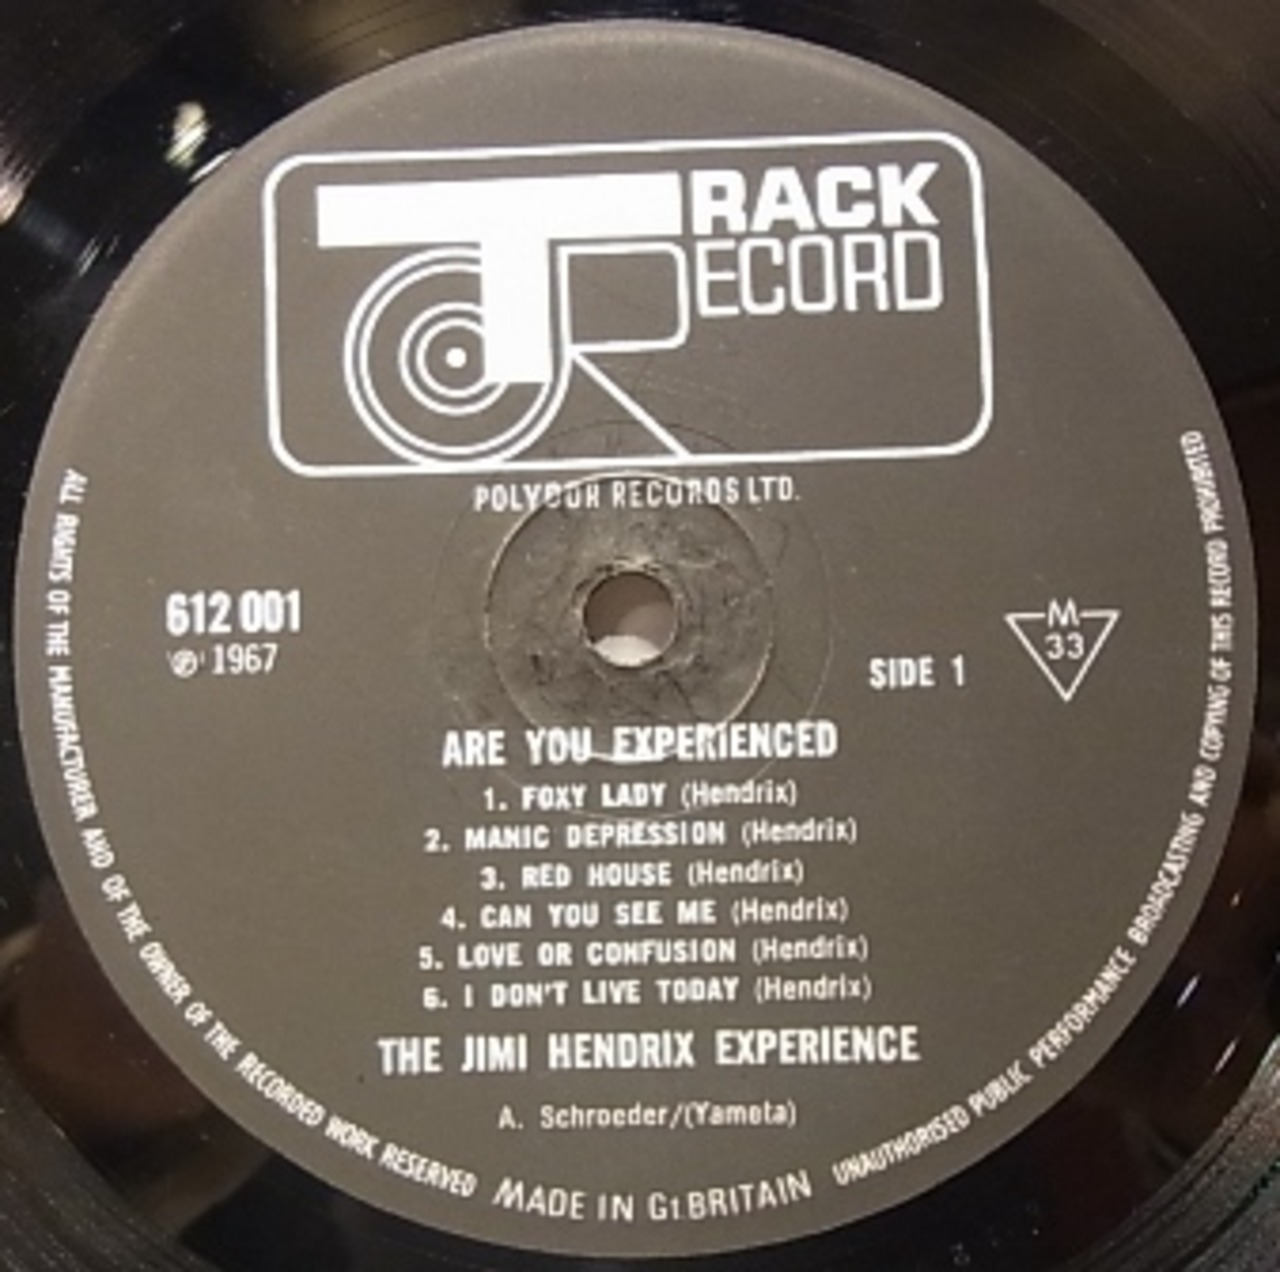 TRACK
RECORD
POLYDOR RECORDS LTD.
612 001
℗ 1967
SIDE 1
M
33
ARE YOU EXPERIENCED
1. FOXY LADY (Hendrix)
2. MANIC DEPRESSION (Hendrix)
3. RED HOUSE (Hendrix)
4. CAN YOU SEE ME (Hendrix)
5. LOVE OR CONFUSION (Hendrix)
6. I DON'T LIVE TODAY (Hendrix)
THE JIMI HENDRIX EXPERIENCE
A. Schroeder/(Yameta)
ALL RIGHTS OF THE MANUFACTURER AND OF THE OWNER OF THE RECORDED WORK RESERVED
MADE IN Gt. BRITAIN
UNAUTHORISED PUBLIC PERFORMANCE BROADCASTING AND COPYING OF THIS RECORD PROHIBITED